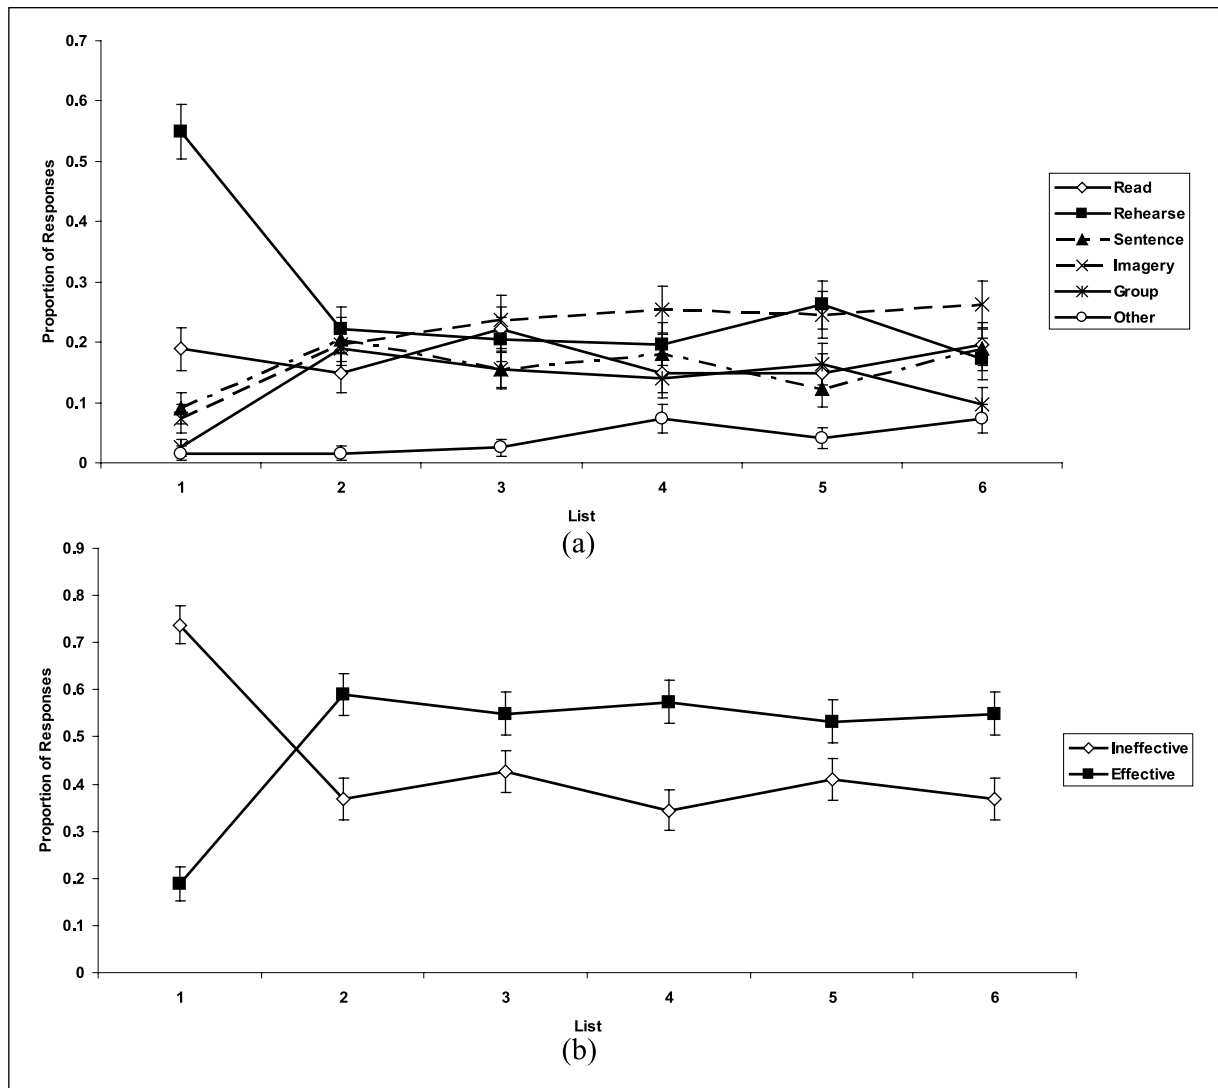 0.7
0.6
0.5
0.4
0.3
0.2
0.1
0
Proportion of Responses
1 2 3 4 5 6
List
Read
Rehearse
Sentence
Imagery
Group
Other
(a)
0.9
0.8
0.7
0.6
0.5
0.4
0.3
0.2
0.1
0
Proportion of Responses
1 2 3 4 5 6
List
Ineffective
Effective
(b)